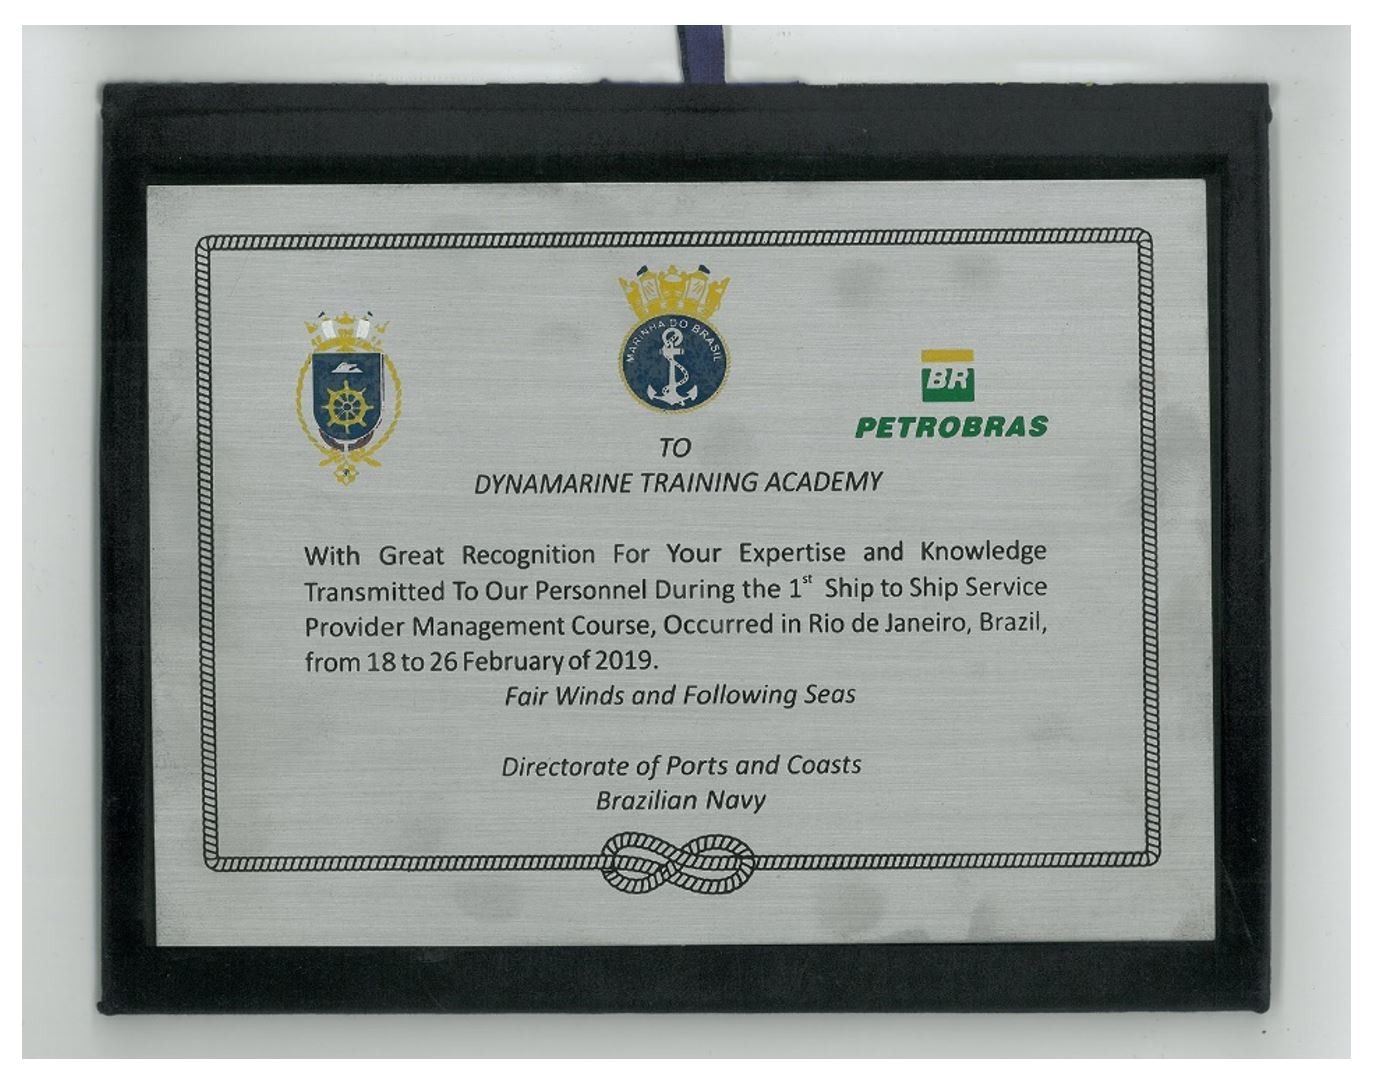 MARINHA DO BRASIL
BR
PETROBRAS
TO
DYNAMARINE TRAINING ACADEMY
With Great Recognition For Your Expertise and Knowledge
Transmitted To Our Personnel During the 1st Ship to Ship Service
Provider Management Course, Occurred in Rio de Janeiro, Brazil,
from 18 to 26 February of 2019.
Fair Winds and Following Seas
Directorate of Ports and Coasts
Brazilian Navy